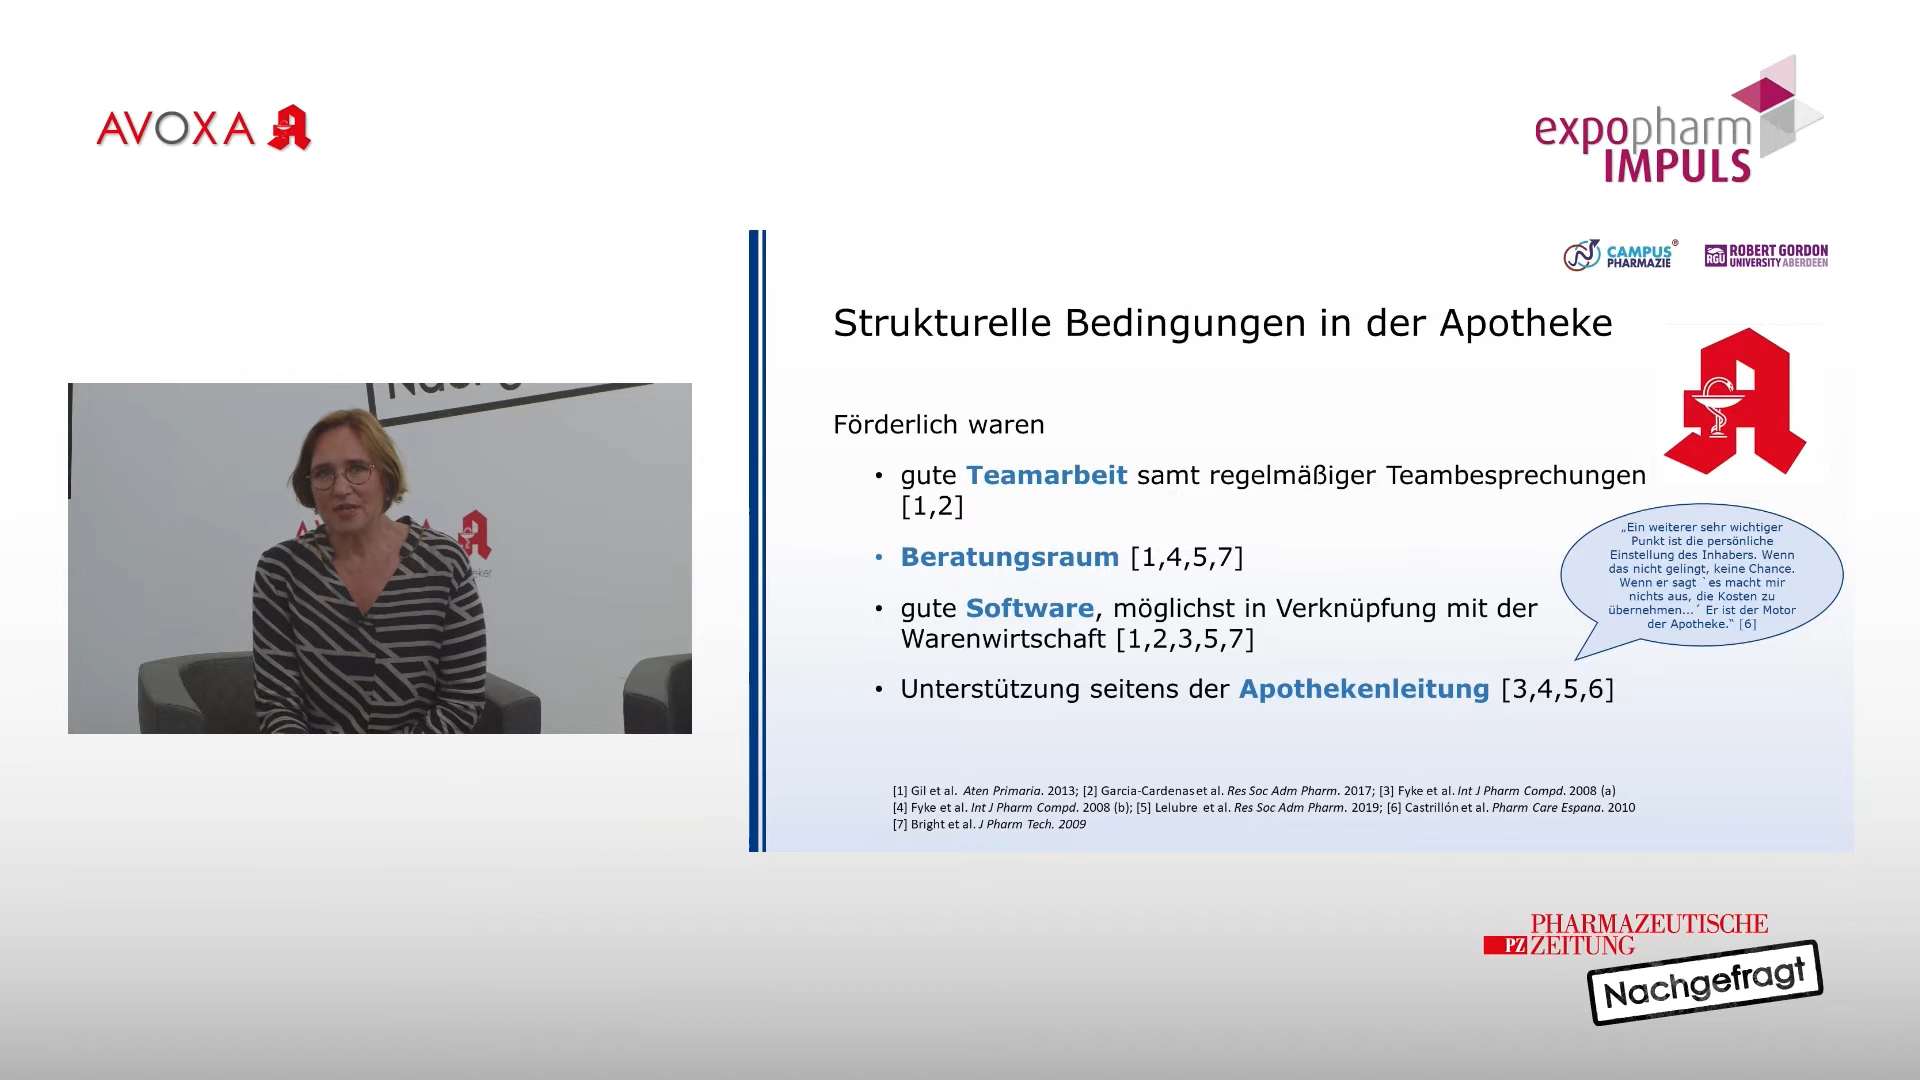 AVOXA
expopharm
IMPULS
CAMPUS
PHARMAZIE
®
RGU
ROBERT GORDON
UNIVERSITY ABERDEEN
Strukturelle Bedingungen in der Apotheke
Förderlich waren
• gute Teamarbeit samt regelmäßiger Teambesprechungen
[1,2]
• Beratungsraum [1,4,5,7]
• gute Software, möglichst in Verknüpfung mit der
Warenwirtschaft [1,2,3,5,7]
• Unterstützung seitens der Apothekenleitung [3,4,5,6]
„Ein weiterer sehr wichtiger
Punkt ist die persönliche
Einstellung des Inhabers. Wenn
das nicht gelingt, keine Chance.
Wenn er sagt `es macht mir
nichts aus, die Kosten zu
übernehmen...´ Er ist der Motor
der Apotheke.“ [6]
[1] Gil et al. Aten Primaria. 2013; [2] Garcia-Cardenas et al. Res Soc Adm Pharm. 2017; [3] Fyke et al. Int J Pharm Compd. 2008 (a)
[4] Fyke et al. Int J Pharm Compd. 2008 (b); [5] Lelubre et al. Res Soc Adm Pharm. 2019; [6] Castrillón et al. Pharm Care Espana. 2010
[7] Bright et al. J Pharm Tech. 2009
PHARMAZEUTISCHE
PZ ZEITUNG
Nachgefragt